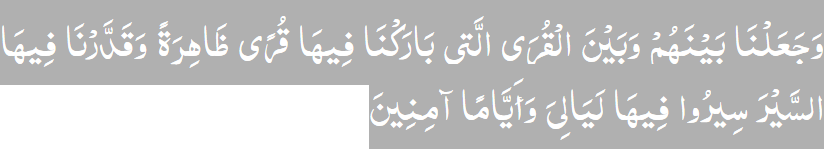 وَجَعَلْنَا بَيْنَهُمْ وَبَيْنَ الْقُرَى الَّتِى بَارَكْنَا فِيهَا قُرًى ظَاهِرَةً وَقَدَّرْنَا فِيهَا
السَّيْرَ سِيرُوا فِيهَا لَيَالِىَ وَأَيَّامًا آمِنِينَ